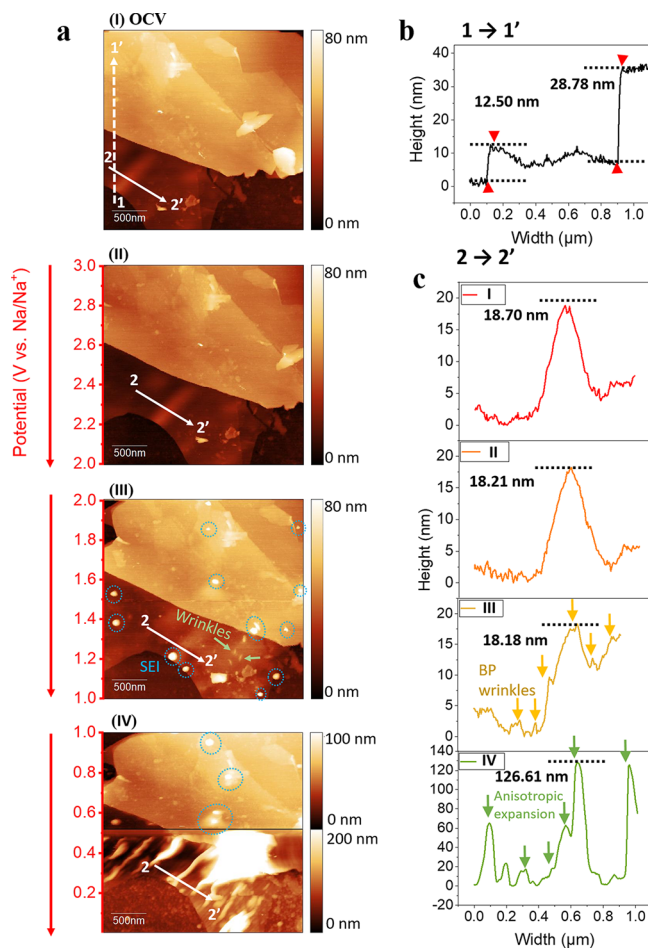 a
(I) OCV
80 nm
0 nm
1'
2
1
2'
500nm
Potential (V vs. Na/Na+)
3.0
2.8
2.6
2.4
2.2
2.0
(II)
80 nm
0 nm
2
2'
500nm
2.0
1.8
1.6
1.4
1.2
1.0
(III)
80 nm
0 nm
2
2'
Wrinkles
SEI
500nm
1.0
0.8
0.6
0.4
0.2
(IV)
100 nm
0 nm
200 nm
0 nm
2
2'
500nm
b
1 → 1'
Height (nm)
40
30
20
10
0
12.50 nm
28.78 nm
0.0 0.2 0.4 0.6 0.8 1.0
Width (μm)
2 → 2'
c
Height (nm)
I
18.70 nm
20
15
10
5
0
II
18.21 nm
20
15
10
5
0
III
18.18 nm
BP
wrinkles
20
15
10
5
0
IV
126.61 nm
Anisotropic
expansion
140
120
100
80
60
40
20
0
-20
0.0 0.2 0.4 0.6 0.8 1.0
Width (μm)